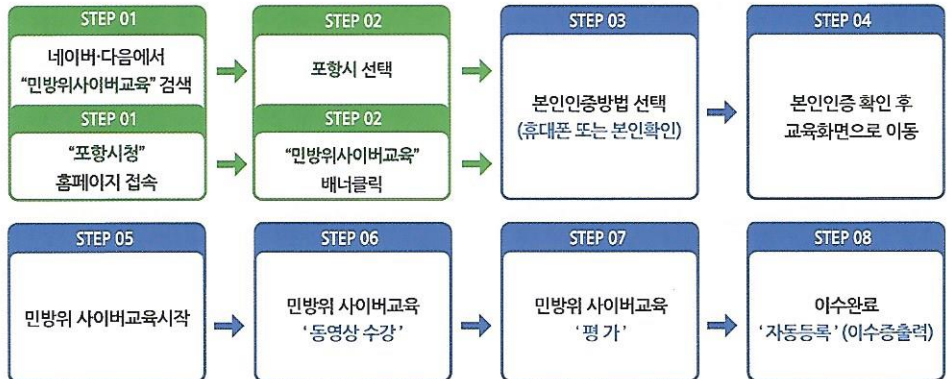 STEP 01
네이버·다음에서
“민방위사이버교육” 검색
STEP 01
“포항시청”
홈페이지 접속
STEP 02
포항시 선택
STEP 02
“민방위사이버교육”
배너클릭
STEP 03
본인인증방법 선택
(휴대폰 또는 본인확인)
STEP 04
본인인증 확인 후
교육화면으로 이동
STEP 05
민방위 사이버교육시작
STEP 06
민방위 사이버교육
‘ 동영상 수강 ’
STEP 07
민방위 사이버교육
‘ 평 가 ’
STEP 08
이수완료
‘ 자동등록 ’ (이수증출력)